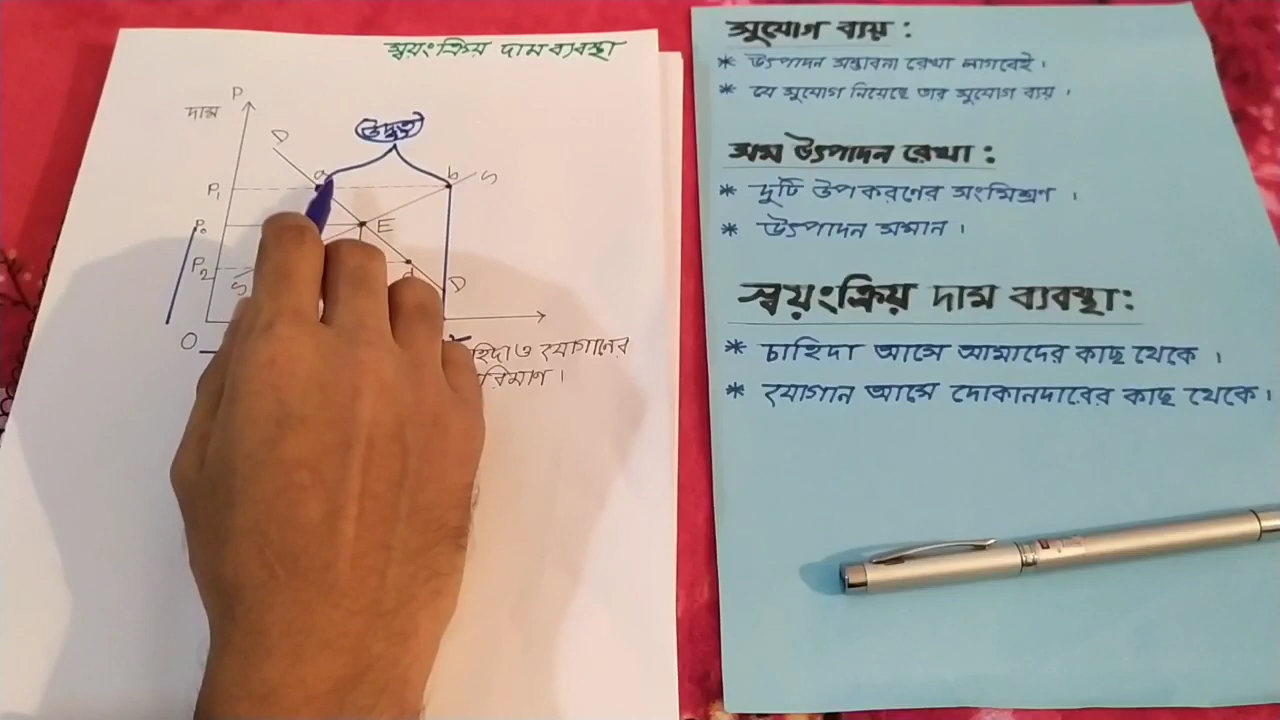 স্বয়ংক্রিয় দাম ব্যবস্থা
P
দাম
D
উদ্বৃত্ত
a
b
S
P₁
P₀
E
P₂
S
d
D
O
হিদা ও যোগানের
রিমাণ।
সুযোগ ব্যয় :
* উৎপাদন সম্ভাবনা রেখা লাগবেই।
* যে সুযোগ নিয়েছে তার সুযোগ ব্যয়।
সম উৎপাদন রেখা :
* দুটি উপকরণের সংমিশ্রণ।
* উৎপাদন সমান।
স্বয়ংক্রিয় দাম ব্যবস্থা:
* চাহিদা আসে আমাদের কাছ থেকে।
* যোগান আসে দোকানদারের কাছ থেকে।